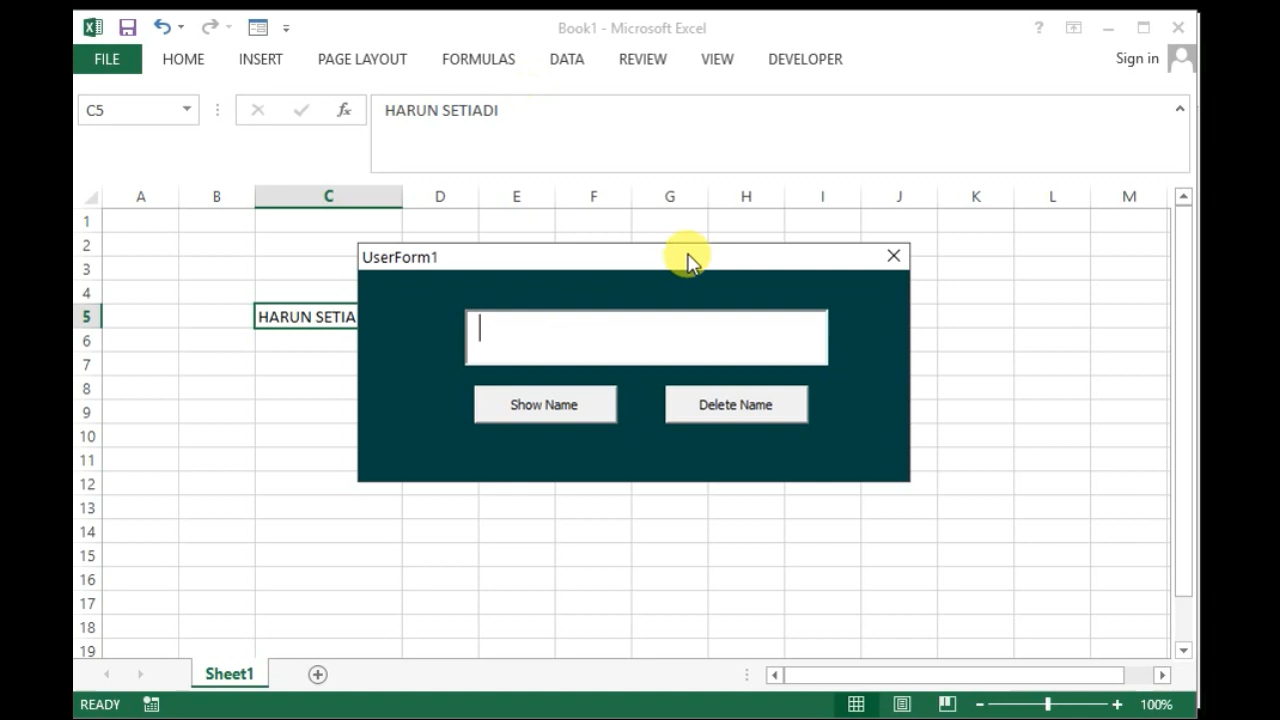 Book1 - Microsoft Excel
?
FILE HOME INSERT PAGE LAYOUT FORMULAS DATA REVIEW VIEW DEVELOPER Sign in
C5 fx HARUN SETIADI
A B C D E F G H I J K L M
1
2
UserForm1
3
4
5 HARUN SETIA
6
7
8
Show Name Delete Name
9
10
11
12
13
14
15
16
17
18
19
Sheet1
READY 100%